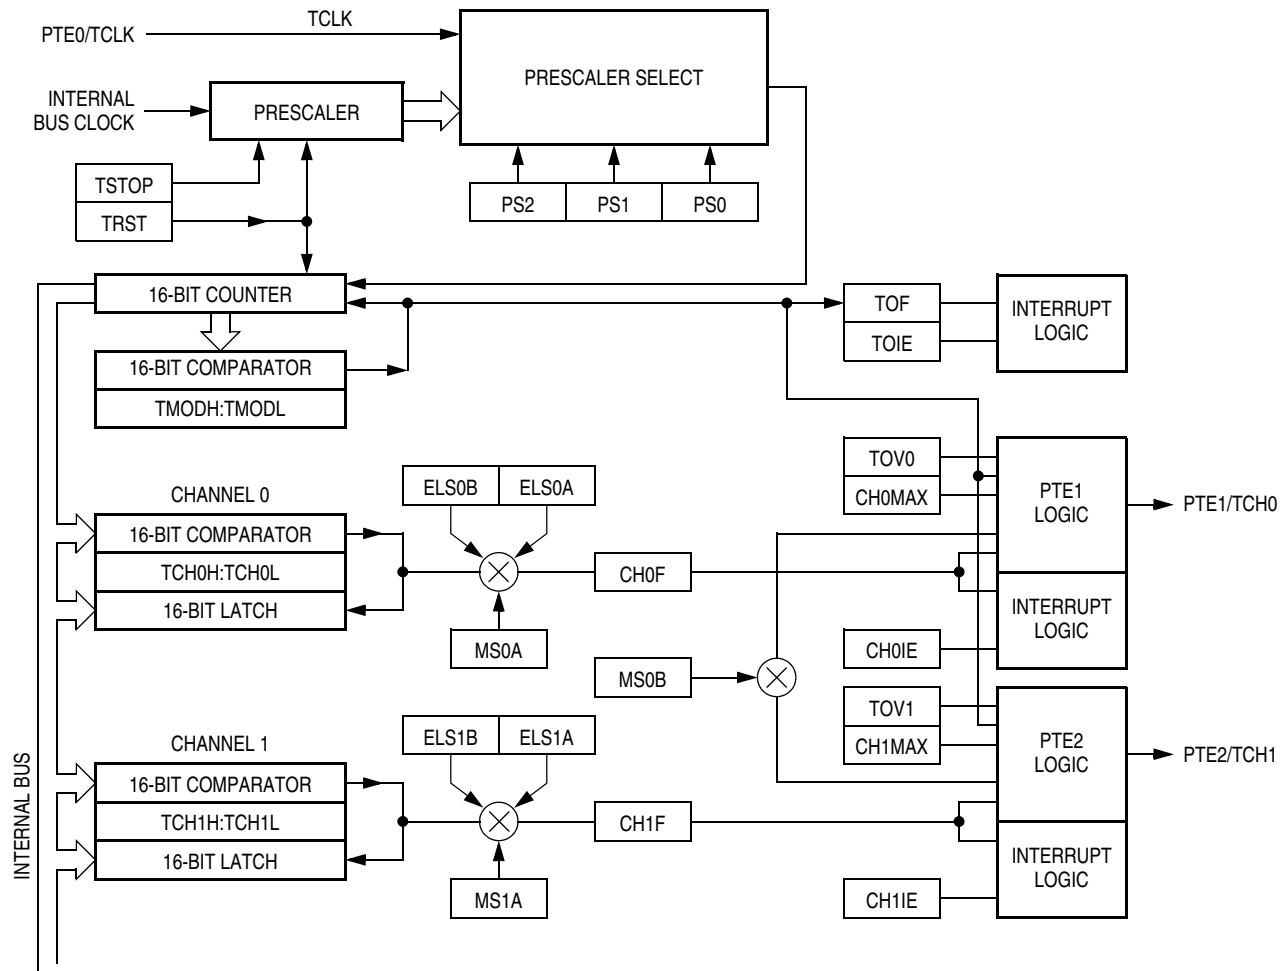 TCLK
PTE0/TCLK
PRESCALER SELECT
INTERNAL
BUS CLOCK
PRESCALER
TSTOP
TRST
PS2
PS1
PS0
16-BIT COUNTER
16-BIT COMPARATOR
TMODH:TMODL
TOF
TOIE
INTERRUPT
LOGIC
CHANNEL 0
16-BIT COMPARATOR
TCH0H:TCH0L
16-BIT LATCH
ELS0B
ELS0A
MS0A
CH0F
TOV0
CH0MAX
PTE1
LOGIC
PTE1/TCH0
INTERRUPT
LOGIC
CH0IE
MS0B
CHANNEL 1
16-BIT COMPARATOR
TCH1H:TCH1L
16-BIT LATCH
ELS1B
ELS1A
MS1A
CH1F
TOV1
CH1MAX
PTE2
LOGIC
PTE2/TCH1
INTERRUPT
LOGIC
CH1IE
INTERNAL BUS